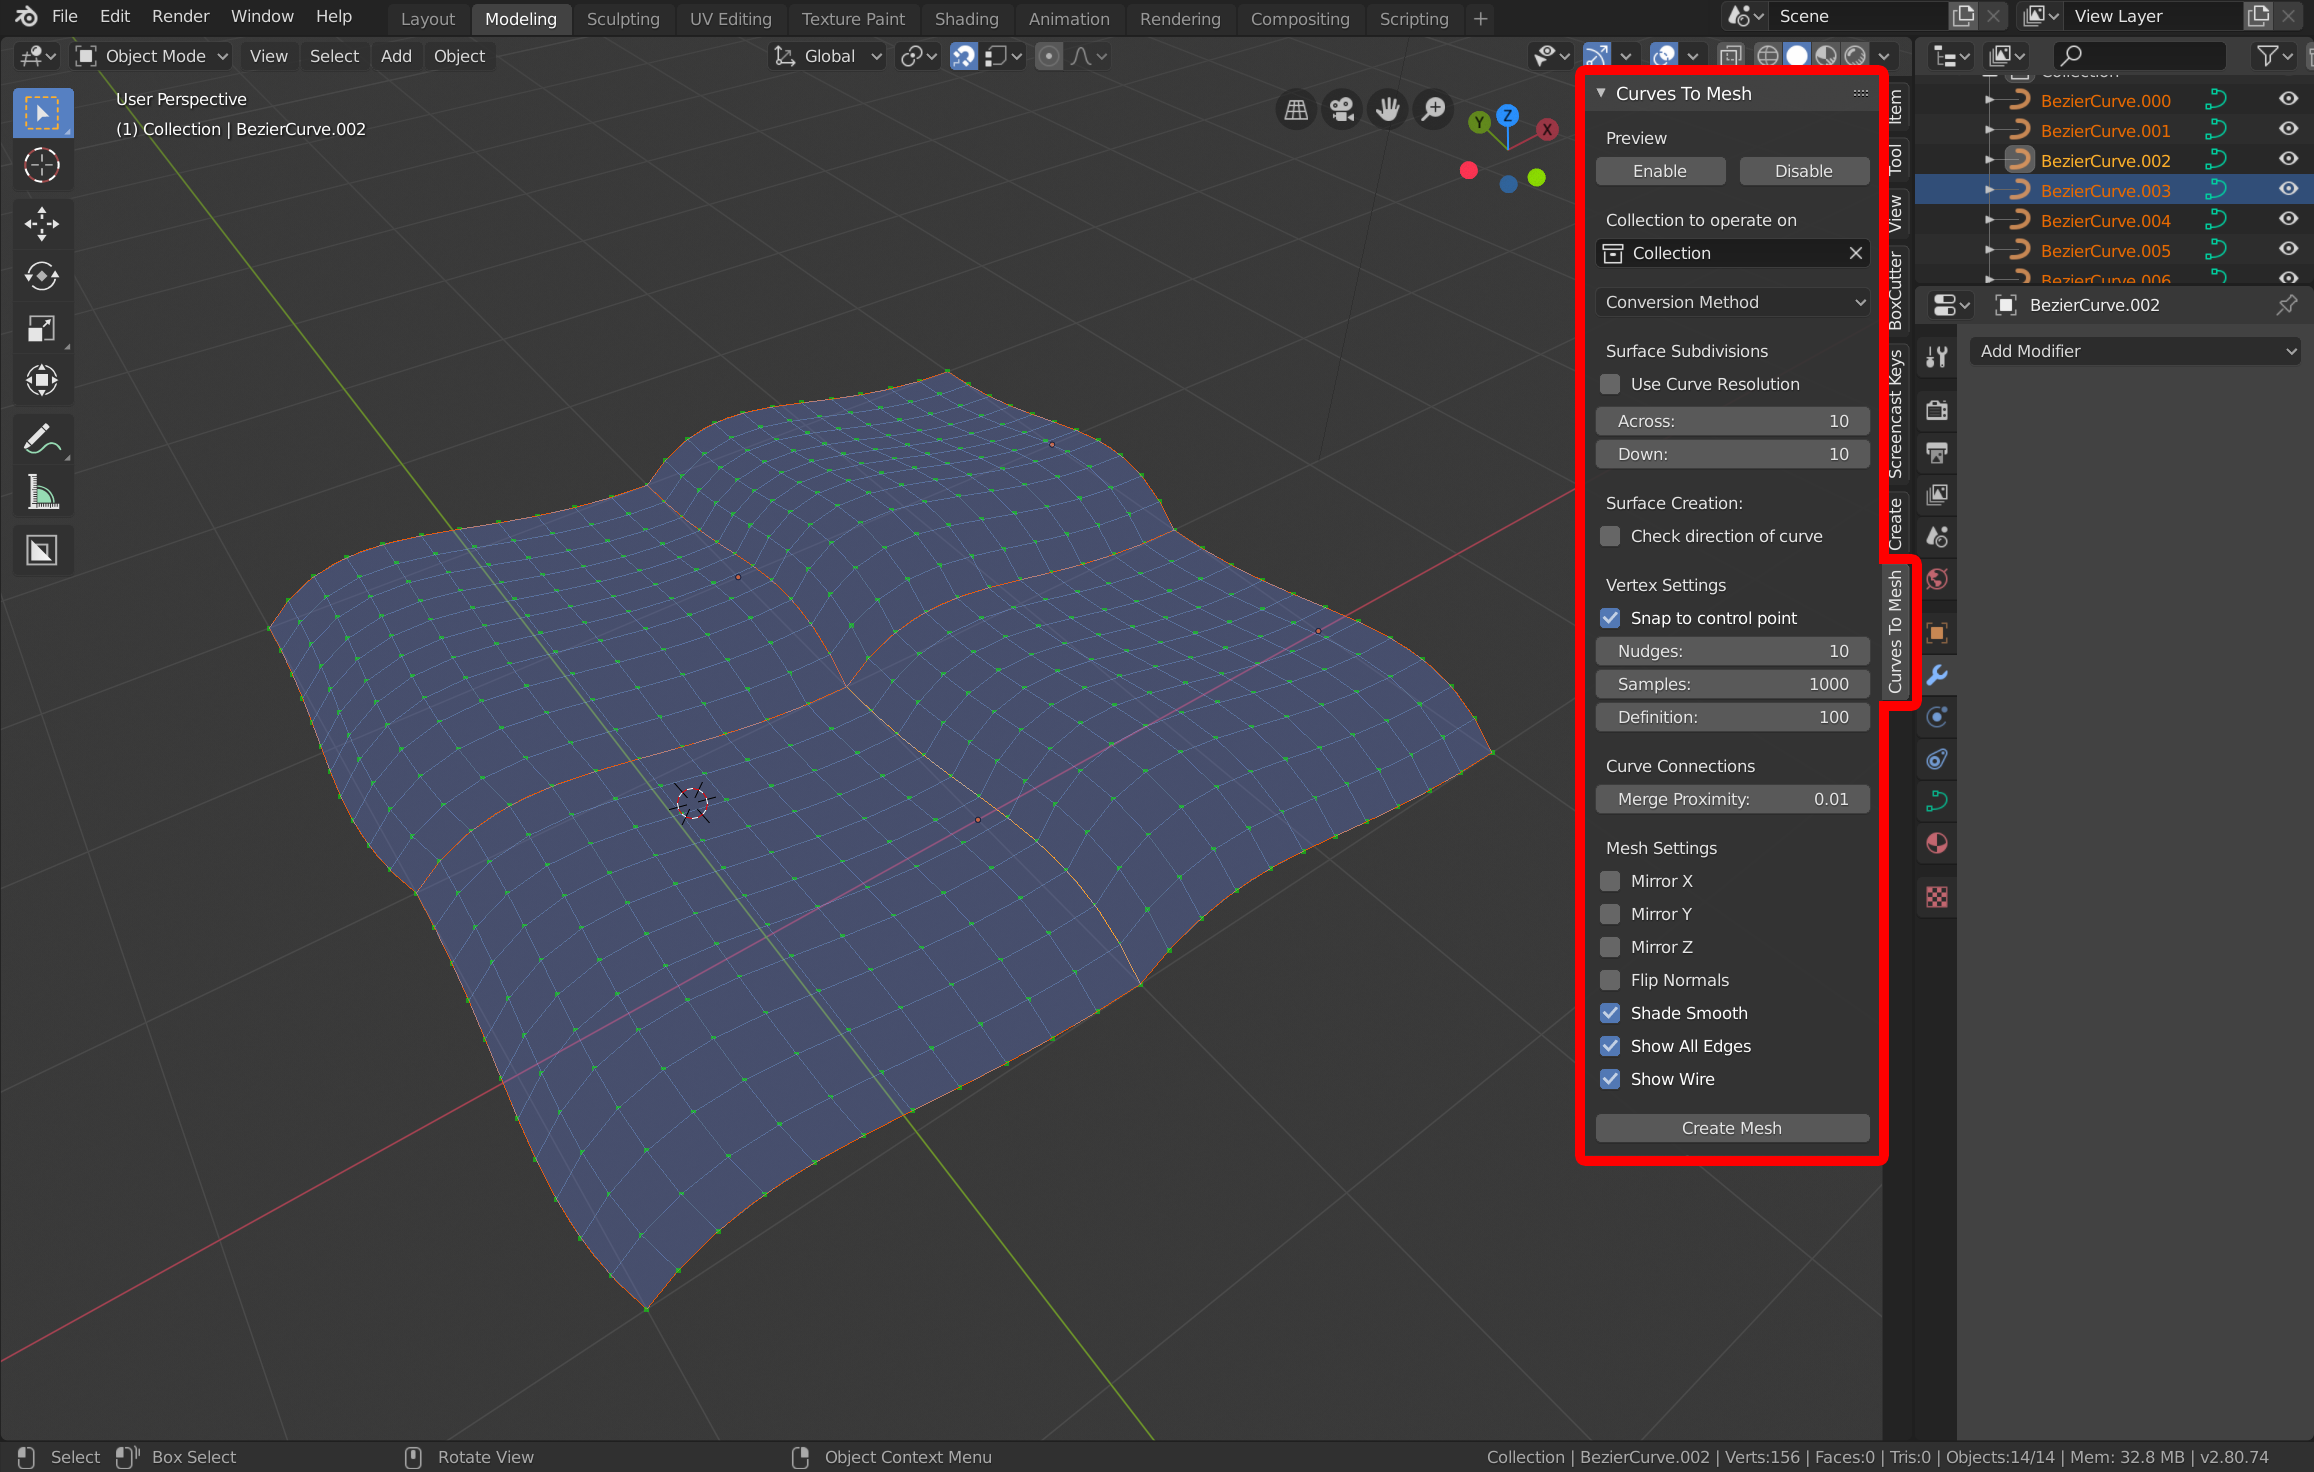 File Edit Render Window Help Layout Modeling Sculpting UV Editing Texture Paint Shading Animation Rendering Compositing Scripting + Scene View Layer
Object Mode View Select Add Object Global
User Perspective
(1) Collection | BezierCurve.002
Y Z X
Curves To Mesh
Preview
Enable Disable
Collection to operate on
Collection
Conversion Method
Surface Subdivisions
Use Curve Resolution
Across: 10
Down: 10
Surface Creation:
Check direction of curve
Vertex Settings
Snap to control point
Nudges: 10
Samples: 1000
Definition: 100
Curve Connections
Merge Proximity: 0.01
Mesh Settings
Mirror X
Mirror Y
Mirror Z
Flip Normals
Shade Smooth
Show All Edges
Show Wire
Create Mesh
Item
Tool
View
BoxCutter
Screencast Keys
Create
Curves To Mesh
Collection
BezierCurve.000
BezierCurve.001
BezierCurve.002
BezierCurve.003
BezierCurve.004
BezierCurve.005
BezierCurve.006
BezierCurve.002
Add Modifier
Select Box Select Rotate View Object Context Menu Collection | BezierCurve.002 | Verts:156 | Faces:0 | Tris:0 | Objects:14/14 | Mem: 32.8 MB | v2.80.74